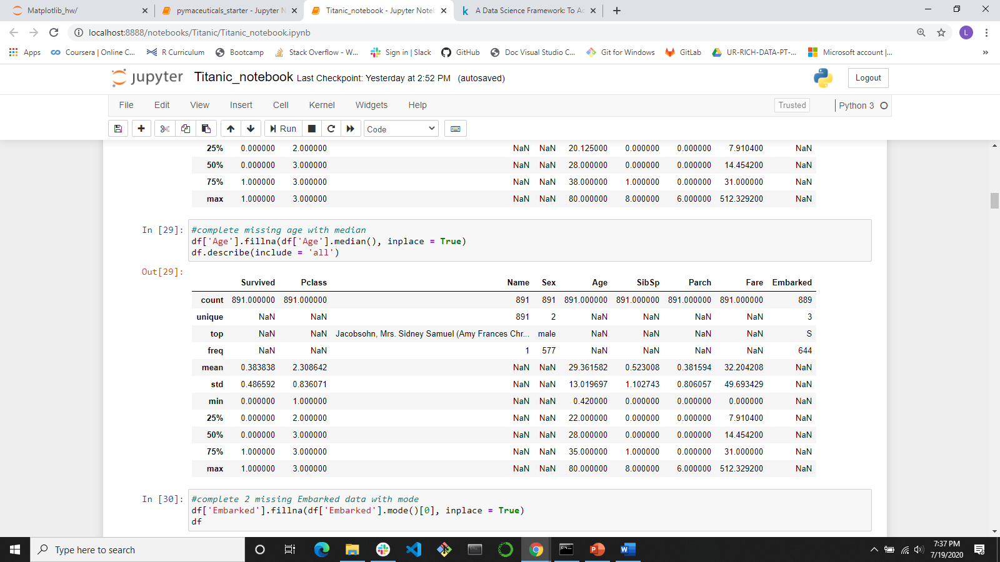 Matplotlib_hw/
pymaceuticals_starter - Jupyter N
Titanic_notebook - Jupyter Note
A Data Science Framework: To Ac
localhost:8888/notebooks/Titanic/Titanic_notebook.ipynb
L
Apps Coursera | Online C... R Curriculum Bootcamp Stack Overflow - W... Sign in | Slack GitHub Doc Visual Studio C... Git for Windows GitLab UR-RICH-DATA-PT-... Microsoft account |... »
jupyter Titanic_notebook Last Checkpoint: Yesterday at 2:52 PM (autosaved) Logout
File Edit View Insert Cell Kernel Widgets Help Trusted Python 3
Run Code
25% 0.000000 2.000000 NaN NaN 20.125000 0.000000 0.000000 7.910400 NaN
50% 0.000000 3.000000 NaN NaN 28.000000 0.000000 0.000000 14.454200 NaN
75% 1.000000 3.000000 NaN NaN 38.000000 1.000000 0.000000 31.000000 NaN
max 1.000000 3.000000 NaN NaN 80.000000 8.000000 6.000000 512.329200 NaN
In [29]: #complete missing age with median
df['Age'].fillna(df['Age'].median(), inplace = True)
df.describe(include = 'all')
Out[29]:
Survived Pclass Name Sex Age SibSp Parch Fare Embarked
count 891.000000 891.000000 891 891 891.000000 891.000000 891.000000 891.000000 889
unique NaN NaN 891 2 NaN NaN NaN NaN 3
top NaN NaN Jacobsohn, Mrs. Sidney Samuel (Amy Frances Chr... male NaN NaN NaN NaN S
freq NaN NaN 1 577 NaN NaN NaN NaN 644
mean 0.383838 2.308642 NaN NaN 29.361582 0.523008 0.381594 32.204208 NaN
std 0.486592 0.836071 NaN NaN 13.019697 1.102743 0.806057 49.693429 NaN
min 0.000000 1.000000 NaN NaN 0.420000 0.000000 0.000000 0.000000 NaN
25% 0.000000 2.000000 NaN NaN 22.000000 0.000000 0.000000 7.910400 NaN
50% 0.000000 3.000000 NaN NaN 28.000000 0.000000 0.000000 14.454200 NaN
75% 1.000000 3.000000 NaN NaN 35.000000 1.000000 0.000000 31.000000 NaN
max 1.000000 3.000000 NaN NaN 80.000000 8.000000 6.000000 512.329200 NaN
In [30]: #complete 2 missing Embarked data with mode
df['Embarked'].fillna(df['Embarked'].mode()[0], inplace = True)
df
Type here to search
7:37 PM
7/19/2020